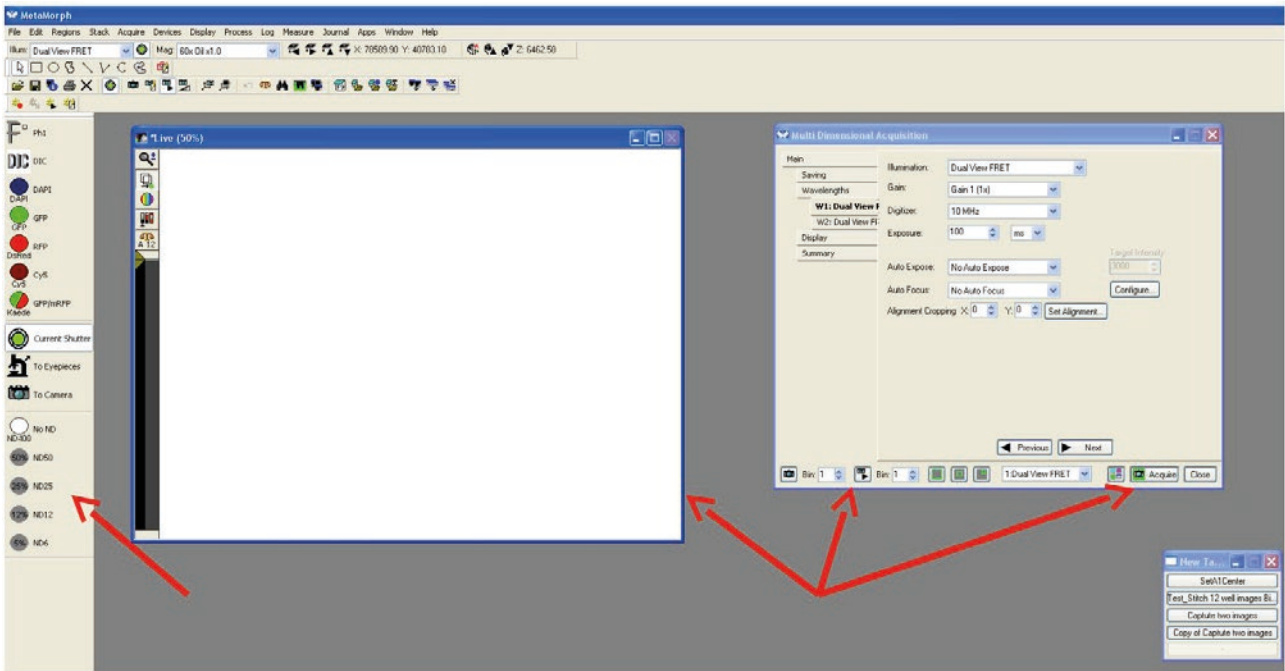 MetaMorph
File Edit Regions Stack Acquire Devices Display Process Log Measure Journal Apps Window Help
Illum: Dual View FRET Mag: 60x Oil x1.0 X: 70589.90 Y: 40703.10 Z: 6462.50
Ph1
DIC DIC
DAPI
DAPI
GFP
GFP
RFP
DsRed
Cy5
Cy5
GFP/mRFP
Kaede
Current Shutter
To Eyepieces
To Camera
No ND
ND100
50% ND50
25% ND25
12% ND12
5% ND6
*Live (50%)
A 12
Multi Dimensional Acquisition
Main
Saving
Wavelengths
W1: Dual View F
W2: Dual View F
Display
Summary
Illumination: Dual View FRET
Gain: Gain 1 (1x)
Digitizer: 10 MHz
Exposure: 100 ms
Target Intensity
Auto Expose: No Auto Expose 3000
Auto Focus: No Auto Focus Configure...
Alignment Cropping X: 0 Y: 0 Set Alignment...
Previous Next
Bin: 1 Bin: 1 1:Dual View FRET Acquire Close
New Ta...
SetA1Center
Test_Stitch 12 well images Bi...
Captute two images
Copy of Captute two images